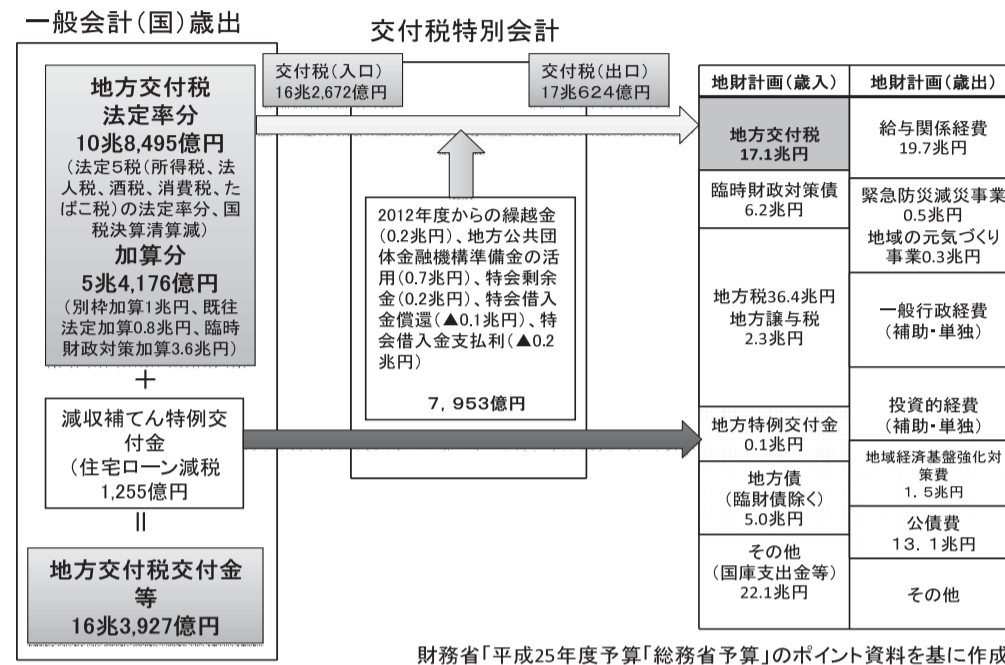 一般会計(国)歳出
地方交付税
法定率分
10兆8,495億円
(法定5税(所得税、法
人税、酒税、消費税、た
ばこ税)の法定率分、国
税決算清算減)
加算分
5兆4,176億円
(別枠加算1兆円、既往
法定加算0.8兆円、臨時
財政対策加算3.6兆円)
+
減収補てん特例交
付金
(住宅ローン減税
1,255億円
||
地方交付税交付金
等
16兆3,927億円
交付税特別会計
交付税(入口)
16兆2,672億円
交付税(出口)
17兆624億円
2012年度からの繰越金
(0.2兆円)、地方公共団
体金融機構準備金の活
用(0.7兆円)、特会剰余
金(0.2兆円)、特会借入
金償還(▲0.1兆円)、特
会借入金支払利(▲0.2
兆円)
7,953億円
地財計画(歳入)
地方交付税
17.1兆円
臨時財政対策債
6.2兆円
地方税36.4兆円
地方譲与税
2.3兆円
地方特例交付金
0.1兆円
地方債
(臨財債除く)
5.0兆円
その他
(国庫支出金等)
22.1兆円
地財計画(歳出)
給与関係経費
19.7兆円
緊急防災減災事業
0.5兆円
地域の元気づくり
事業0.3兆円
一般行政経費
(補助・単独)
投資的経費
(補助・単独)
地域経済基盤強化対
策費
1.5兆円
公債費
13.1兆円
その他
財務省「平成25年度予算「総務省予算」のポイント資料を基に作成